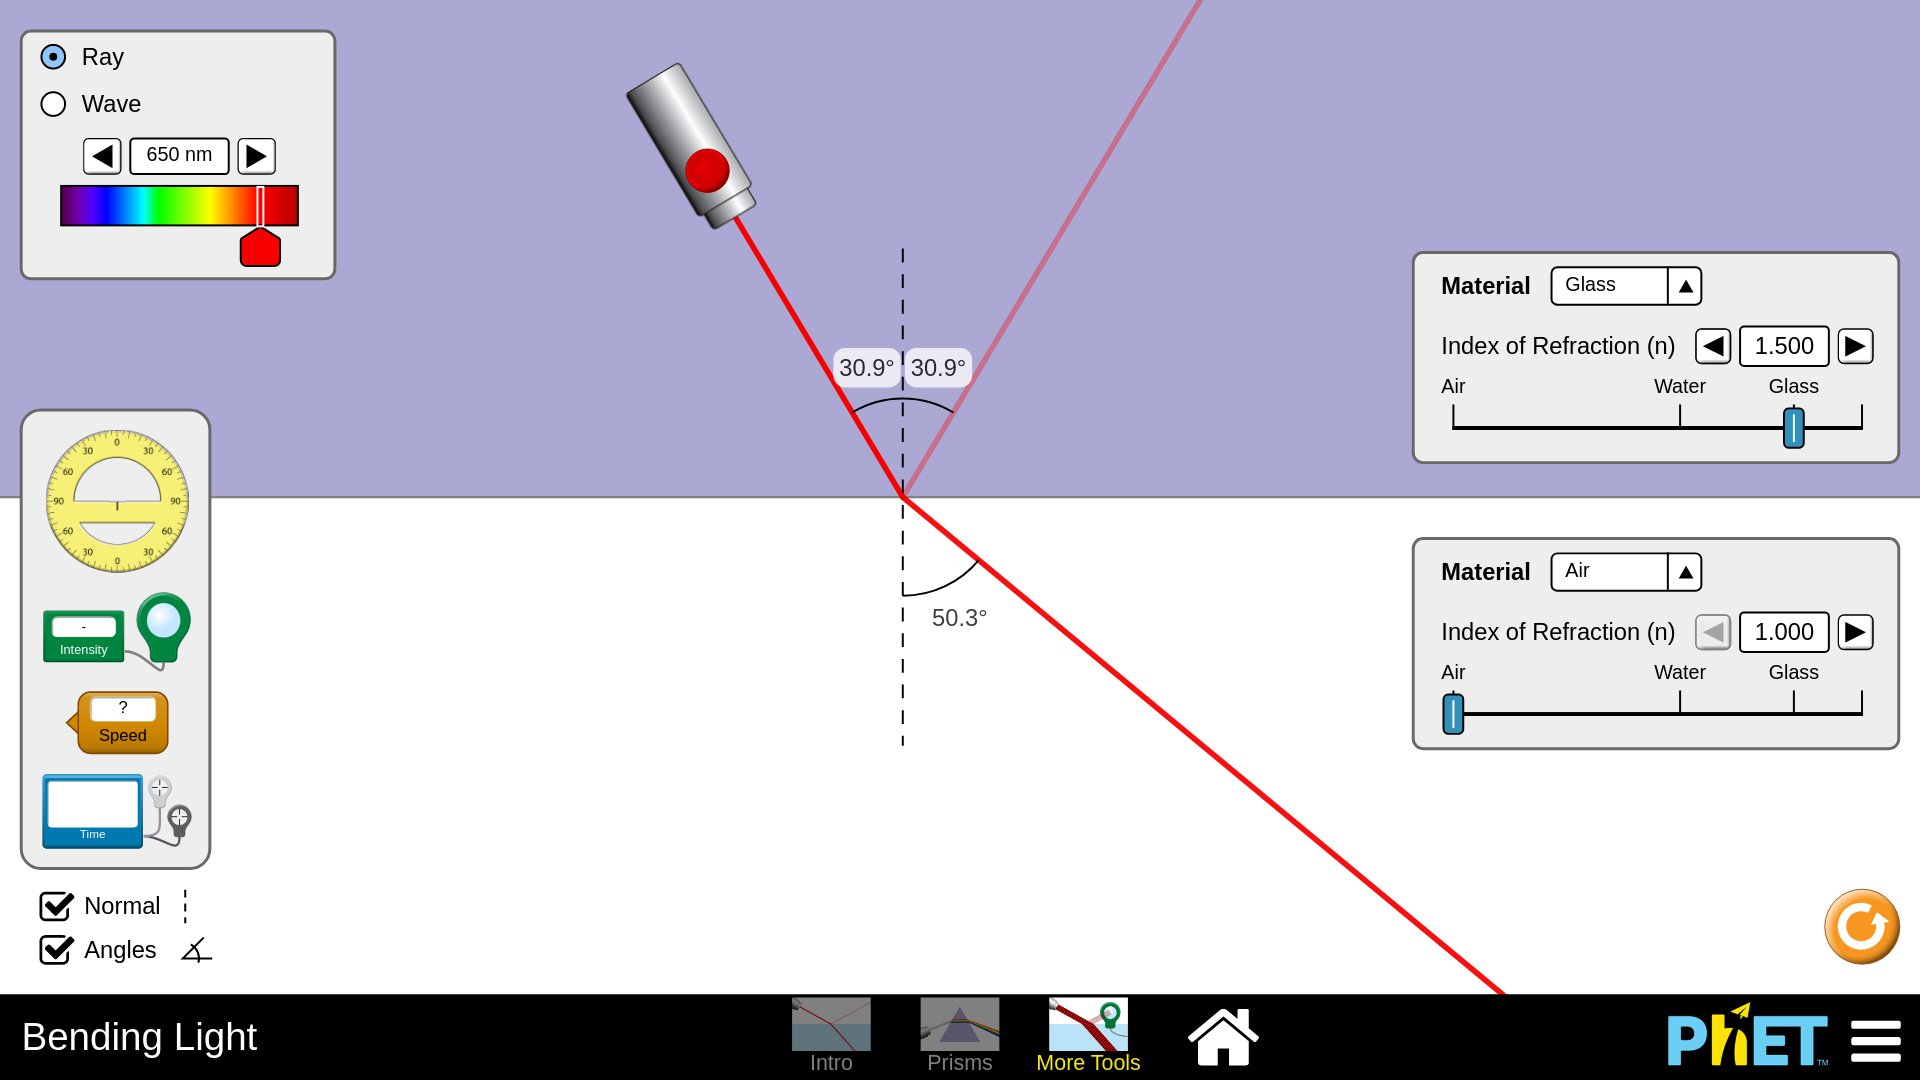 Ray
Wave
650 nm
Material Glass
Index of Refraction (n) 1.500
Air Water Glass
30.9° 30.9°
0
30 30
60 60
90 90
60 60
30 30
0
-
Intensity
?
Speed
Time
50.3°
Material Air
Index of Refraction (n) 1.000
Air Water Glass
Normal
Angles
Bending Light
Intro
Prisms
More Tools
PhET™